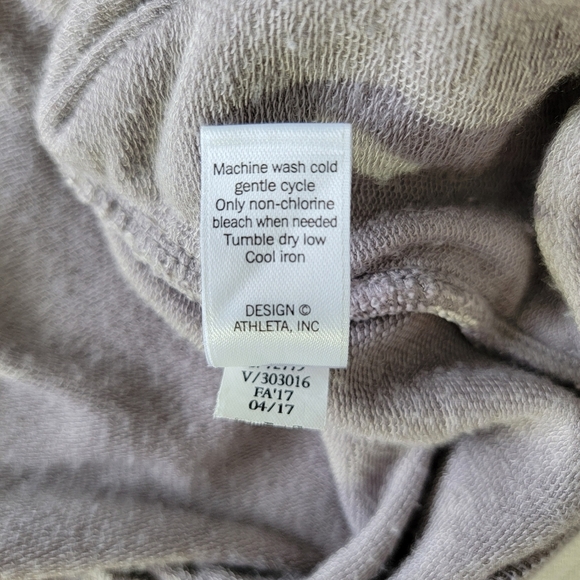 Machine wash cold
gentle cycle
Only non-chlorine
bleach when needed
Tumble dry low
Cool iron
DESIGN ©
ATHLETA, INC
V/303016
FA'17
04/17